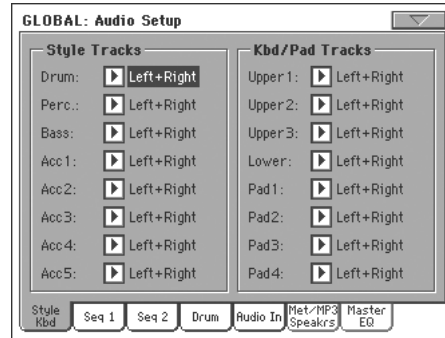 GLOBAL: Audio Setup
Style Tracks
Drum: Left+Right
Perc.: Left+Right
Bass: Left+Right
Acc1: Left+Right
Acc2: Left+Right
Acc3: Left+Right
Acc4: Left+Right
Acc5: Left+Right
Kbd/Pad Tracks
Upper1: Left+Right
Upper2: Left+Right
Upper3: Left+Right
Lower: Left+Right
Pad1: Left+Right
Pad2: Left+Right
Pad3: Left+Right
Pad4: Left+Right
Style Kbd
Seq 1
Seq 2
Drum
Audio In
Met/MP3 Speakrs
Master EQ